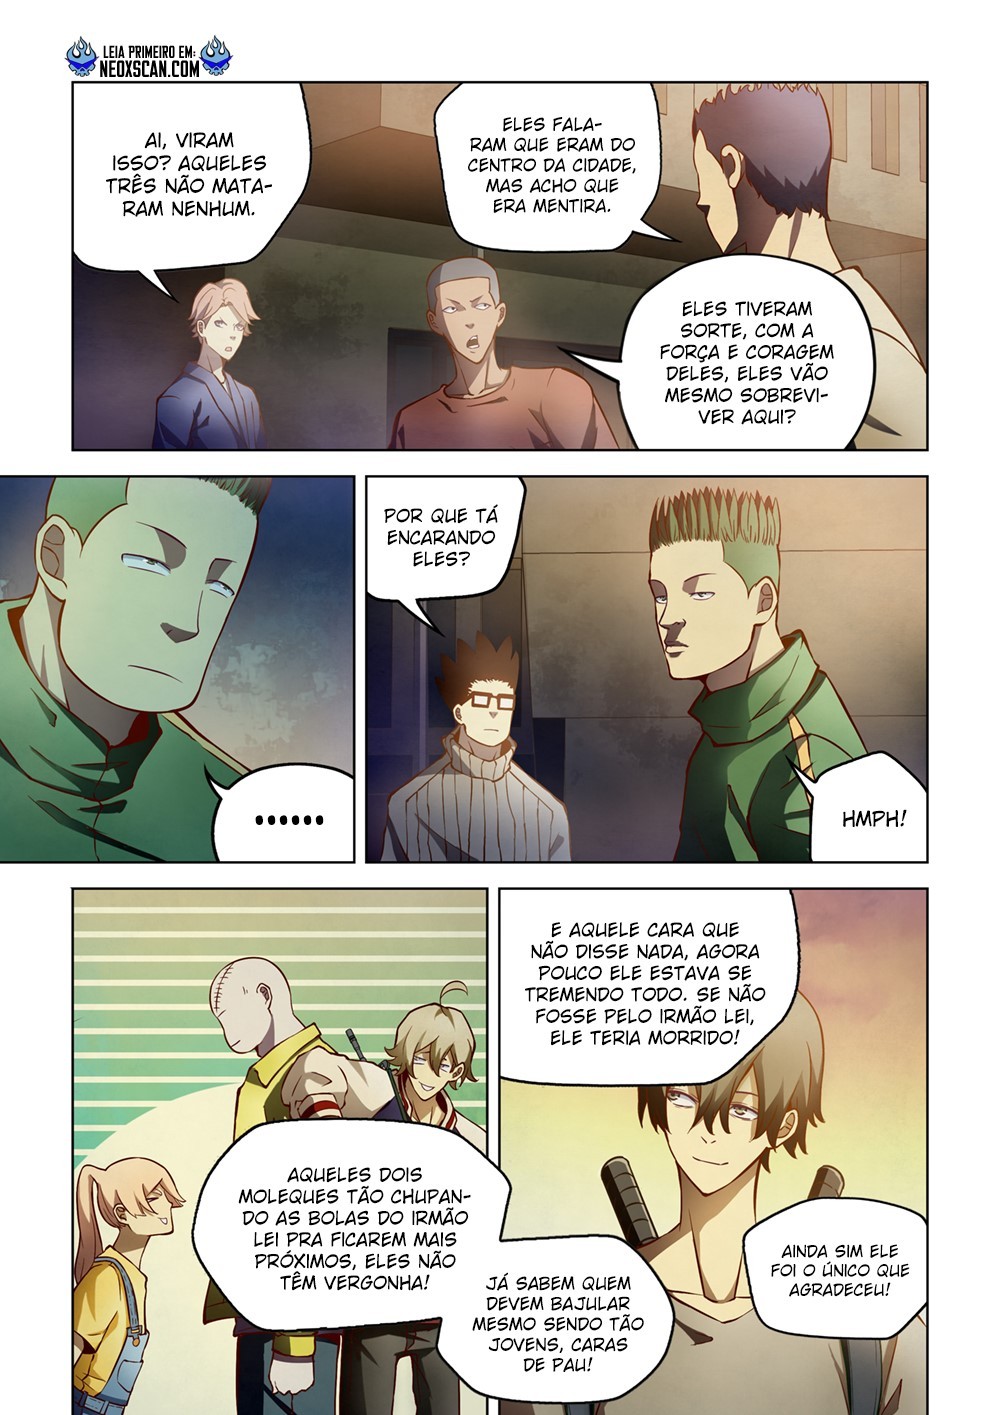 LEIA PRIMEIRO EM:
NEOXSCAN.COM
AI, VIRAM
ISSO? AQUELES
TRÊS NÃO MATA-
RAM NENHUM.
ELES FALA-
RAM QUE ERAM DO
CENTRO DA CIDADE,
MAS ACHO QUE
ERA MENTIRA.
ELES TIVERAM
SORTE, COM A
FORÇA E CORAGEM
DELES, ELES VÃO
MESMO SOBREVI-
VER AQUI?
......
POR QUE TÁ
ENCARANDO
ELES?
HMPH!
AQUELES DOIS
MOLEQUES TÃO CHUPAN-
DO AS BOLAS DO IRMÃO
LEI PRA FICAREM MAIS
PRÓXIMOS, ELES NÃO
TÊM VERGONHA!
JÁ SABEM QUEM
DEVEM BAJULAR
MESMO SENDO TÃO
JOVENS, CARAS
DE PAU!
E AQUELE CARA QUE
NÃO DISSE NADA, AGORA
POUCO ELE ESTAVA SE
TREMENDO TODO. SE NÃO
FOSSE PELO IRMÃO LEI,
ELE TERIA MORRIDO!
AINDA SIM ELE
FOI O ÚNICO QUE
AGRADECEU!